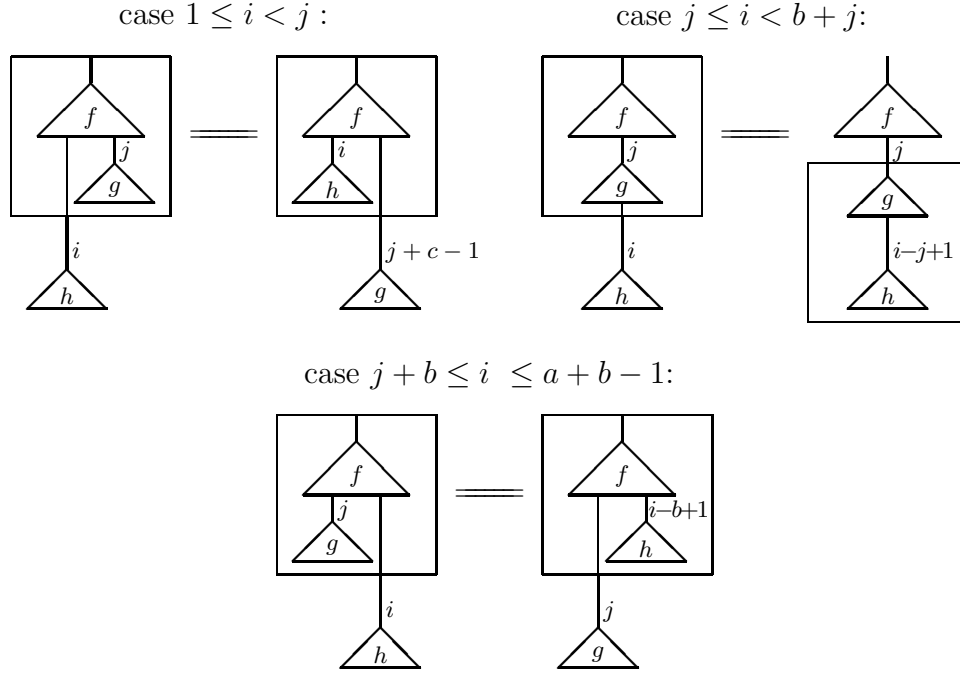 case 1 ≤ i < j :
case j ≤ i < b + j:
f
f
f
f
j
i
j
j
g
h
g
g
i
j + c − 1
i
i−j+1
h
g
h
h
case j + b ≤ i ≤ a + b − 1:
f
f
j
i−b+1
g
h
i
j
h
g